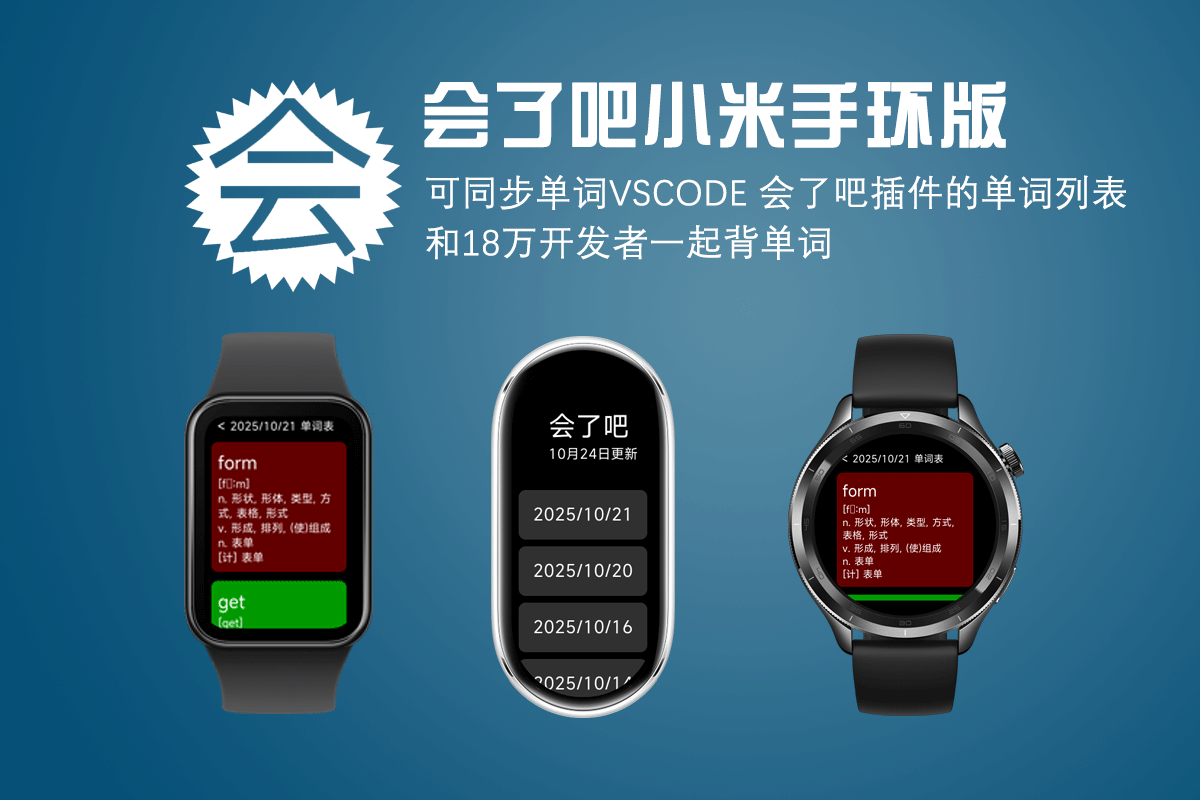 会
会了吧小米手环版
可同步单词VSCODE 会了吧插件的单词列表
和18万开发者一起背单词
< 2025/10/21 单词表
form
[f▯:m]
n. 形状, 形体, 类型, 方
式, 表格, 形式
v. 形成, 排列, (使)组成
n. 表单
[计] 表单
get
[get]
会了吧
10月24日更新
2025/10/21
2025/10/20
2025/10/16
2025/10/14
< 2025/10/21 单词表
form
[f▯:m]
n. 形状, 形体, 类型, 方式,
表格, 形式
v. 形成, 排列, (使)组成
n. 表单
[计] 表单